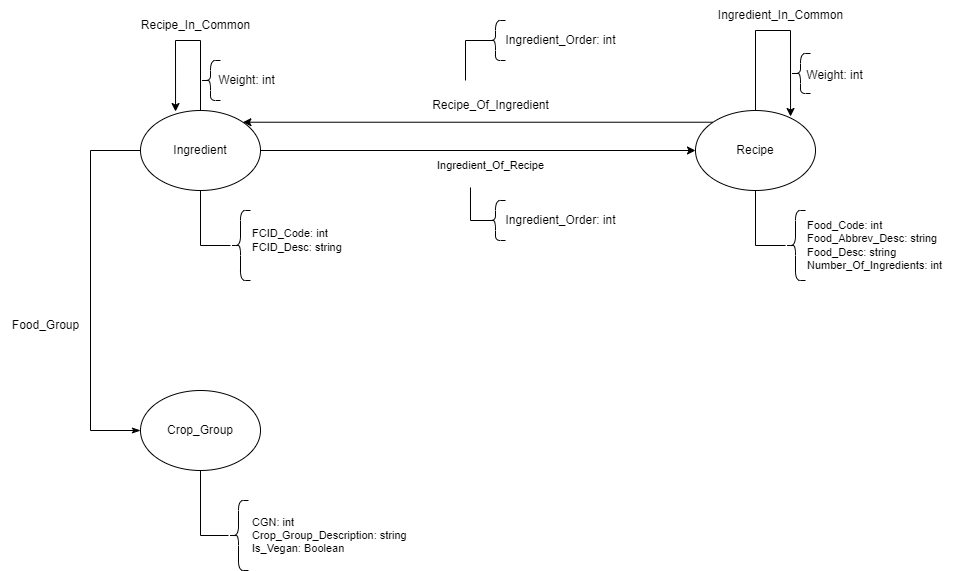 Ingredient_In_Common
Recipe_In_Common
Ingredient_Order: int
Weight: int
Weight: int
Recipe_Of_Ingredient
Ingredient
Recipe
Ingredient_Of_Recipe
Ingredient_Order: int
FCID_Code: int
FCID_Desc: string
Food_Code: int
Food_Abbrev_Desc: string
Food_Desc: string
Number_Of_Ingredients: int
Food_Group
Crop_Group
CGN: int
Crop_Group_Description: string
Is_Vegan: Boolean